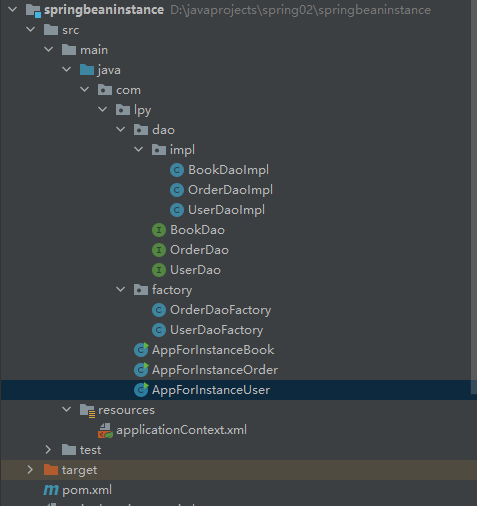 springbeaninstance D:\javaprojects\spring02\springbeaninstance
src
main
java
com
lpy
dao
impl
BookDaoImpl
OrderDaoImpl
UserDaoImpl
BookDao
OrderDao
UserDao
factory
OrderDaoFactory
UserDaoFactory
AppForInstanceBook
AppForInstanceOrder
AppForInstanceUser
resources
applicationContext.xml
test
target
pom.xml